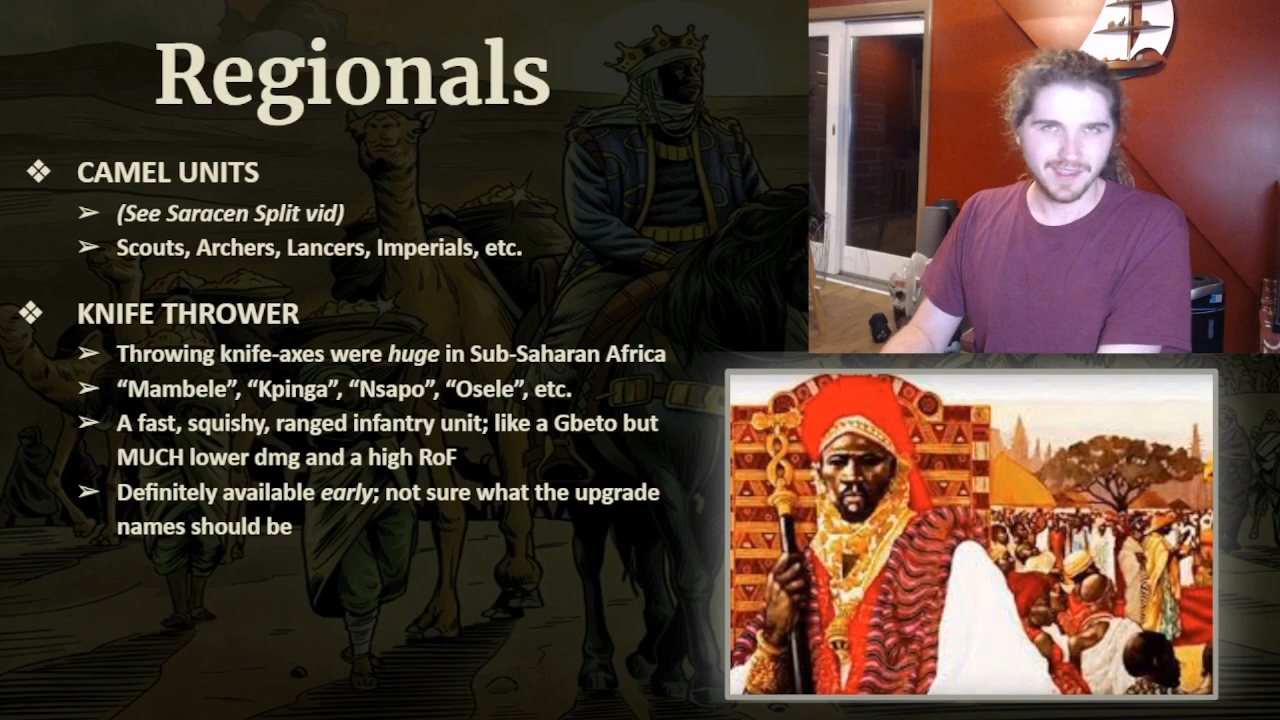 Regionals
❖ CAMEL UNITS
➢ (See Saracen Split vid)
➢ Scouts, Archers, Lancers, Imperials, etc.
❖ KNIFE THROWER
➢ Throwing knife-axes were huge in Sub-Saharan Africa
➢ “Mambele”, “Kpinga”, “Nsapo”, “Osele”, etc.
➢ A fast, squishy, ranged infantry unit; like a Gbeto but
MUCH lower dmg and a high RoF
➢ Definitely available early; not sure what the upgrade
names should be